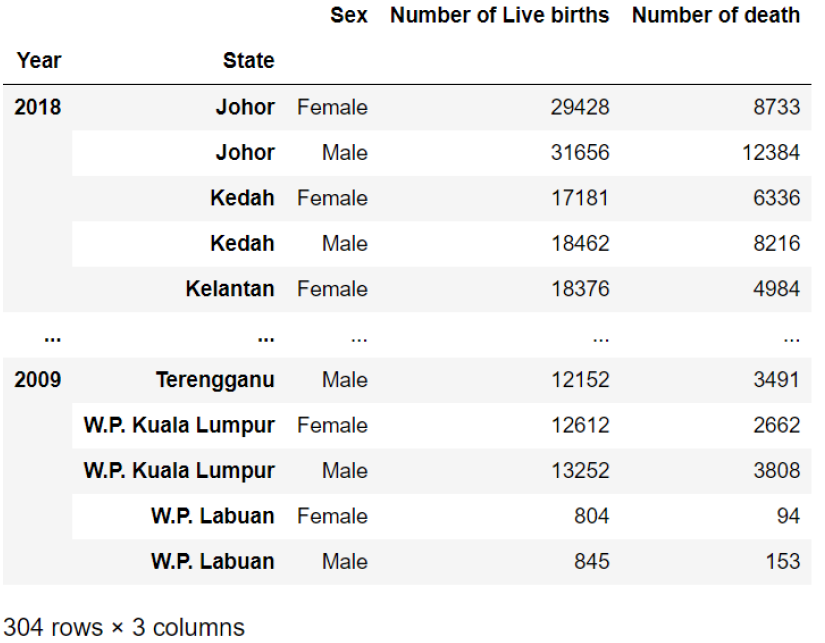 Sex Number of Live births Number of death
Year State
2018 Johor Female 29428 8733
Johor Male 31656 12384
Kedah Female 17181 6336
Kedah Male 18462 8216
Kelantan Female 18376 4984
... ... ... ... ...
2009 Terengganu Male 12152 3491
W.P. Kuala Lumpur Female 12612 2662
W.P. Kuala Lumpur Male 13252 3808
W.P. Labuan Female 804 94
W.P. Labuan Male 845 153
304 rows × 3 columns